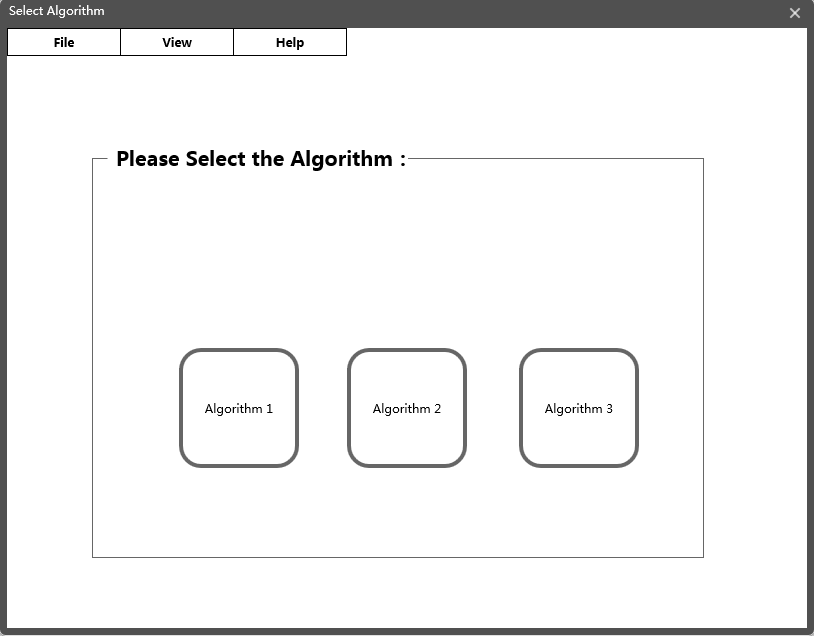 Select Algorithm
File View Help
Please Select the Algorithm :
Algorithm 1 Algorithm 2 Algorithm 3